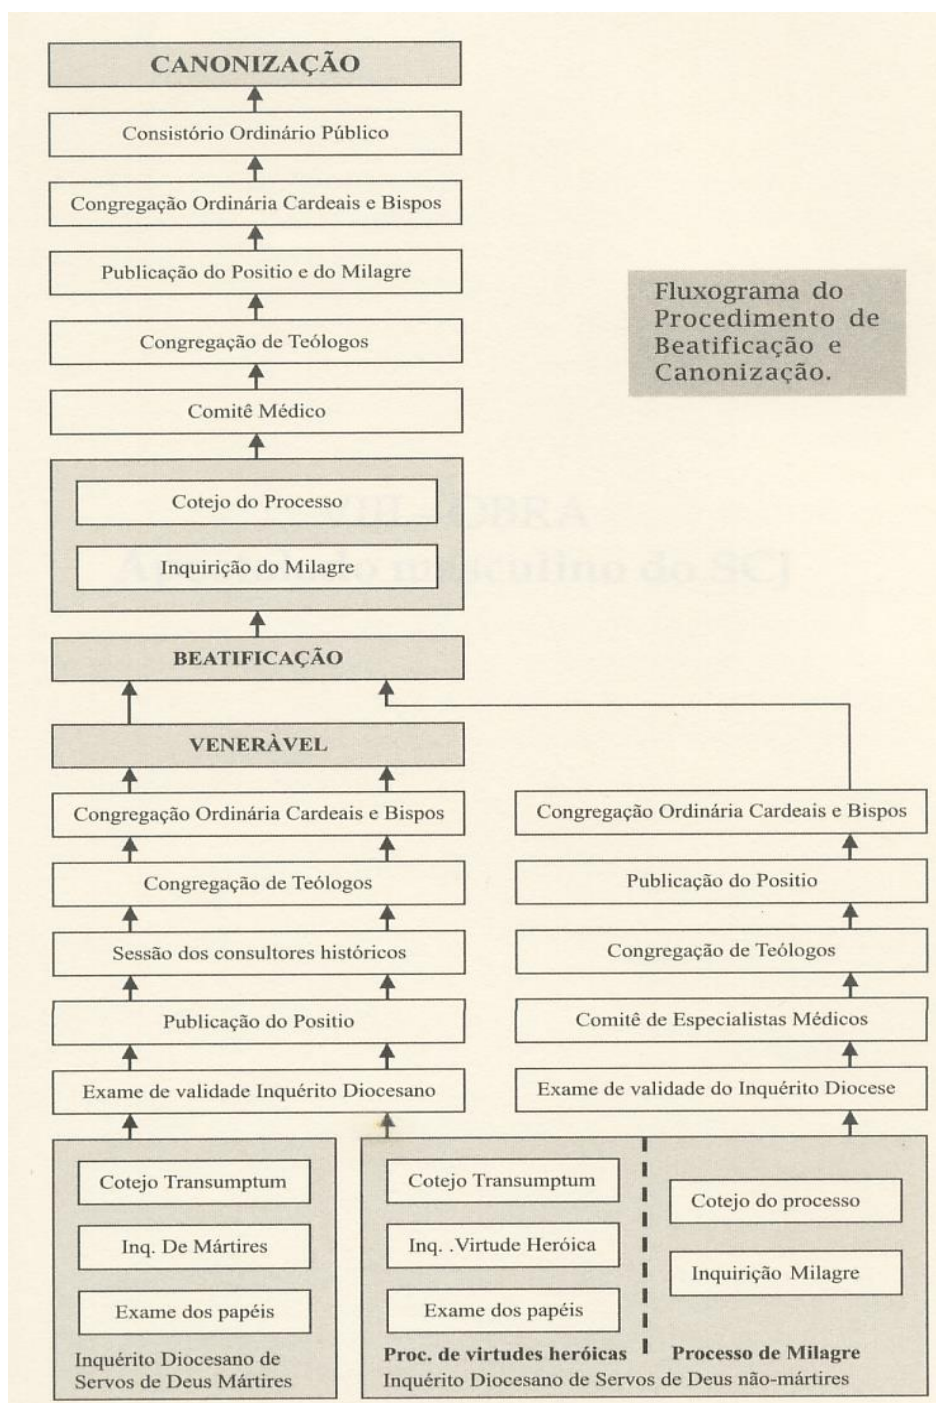 CANONIZAÇÃO
Consistório Ordinário Público
Congregação Ordinária Cardeais e Bispos
Publicação do Positio e do Milagre
Congregação de Teólogos
Comitê Médico
Cotejo do Processo
Inquirição do Milagre
BEATIFICAÇÃO
VENERÀVEL
Congregação Ordinária Cardeais e Bispos
Congregação de Teólogos
Sessão dos consultores históricos
Publicação do Positio
Exame de validade Inquérito Diocesano
Cotejo Transumptum
Inq. De Mártires
Exame dos papéis
Inquérito Diocesano de
Servos de Deus Mártires
Fluxograma do
Procedimento de
Beatificação e
Canonização.
Congregação Ordinária Cardeais e Bispos
Publicação do Positio
Congregação de Teólogos
Comitê de Especialistas Médicos
Exame de validade do Inquérito Diocese
Cotejo Transumptum
Inq. .Virtude Heróica
Exame dos papéis
Cotejo do processo
Inquirição Milagre
Proc. de virtudes heróicas
Processo de Milagre
Inquérito Diocesano de Servos de Deus não-mártires